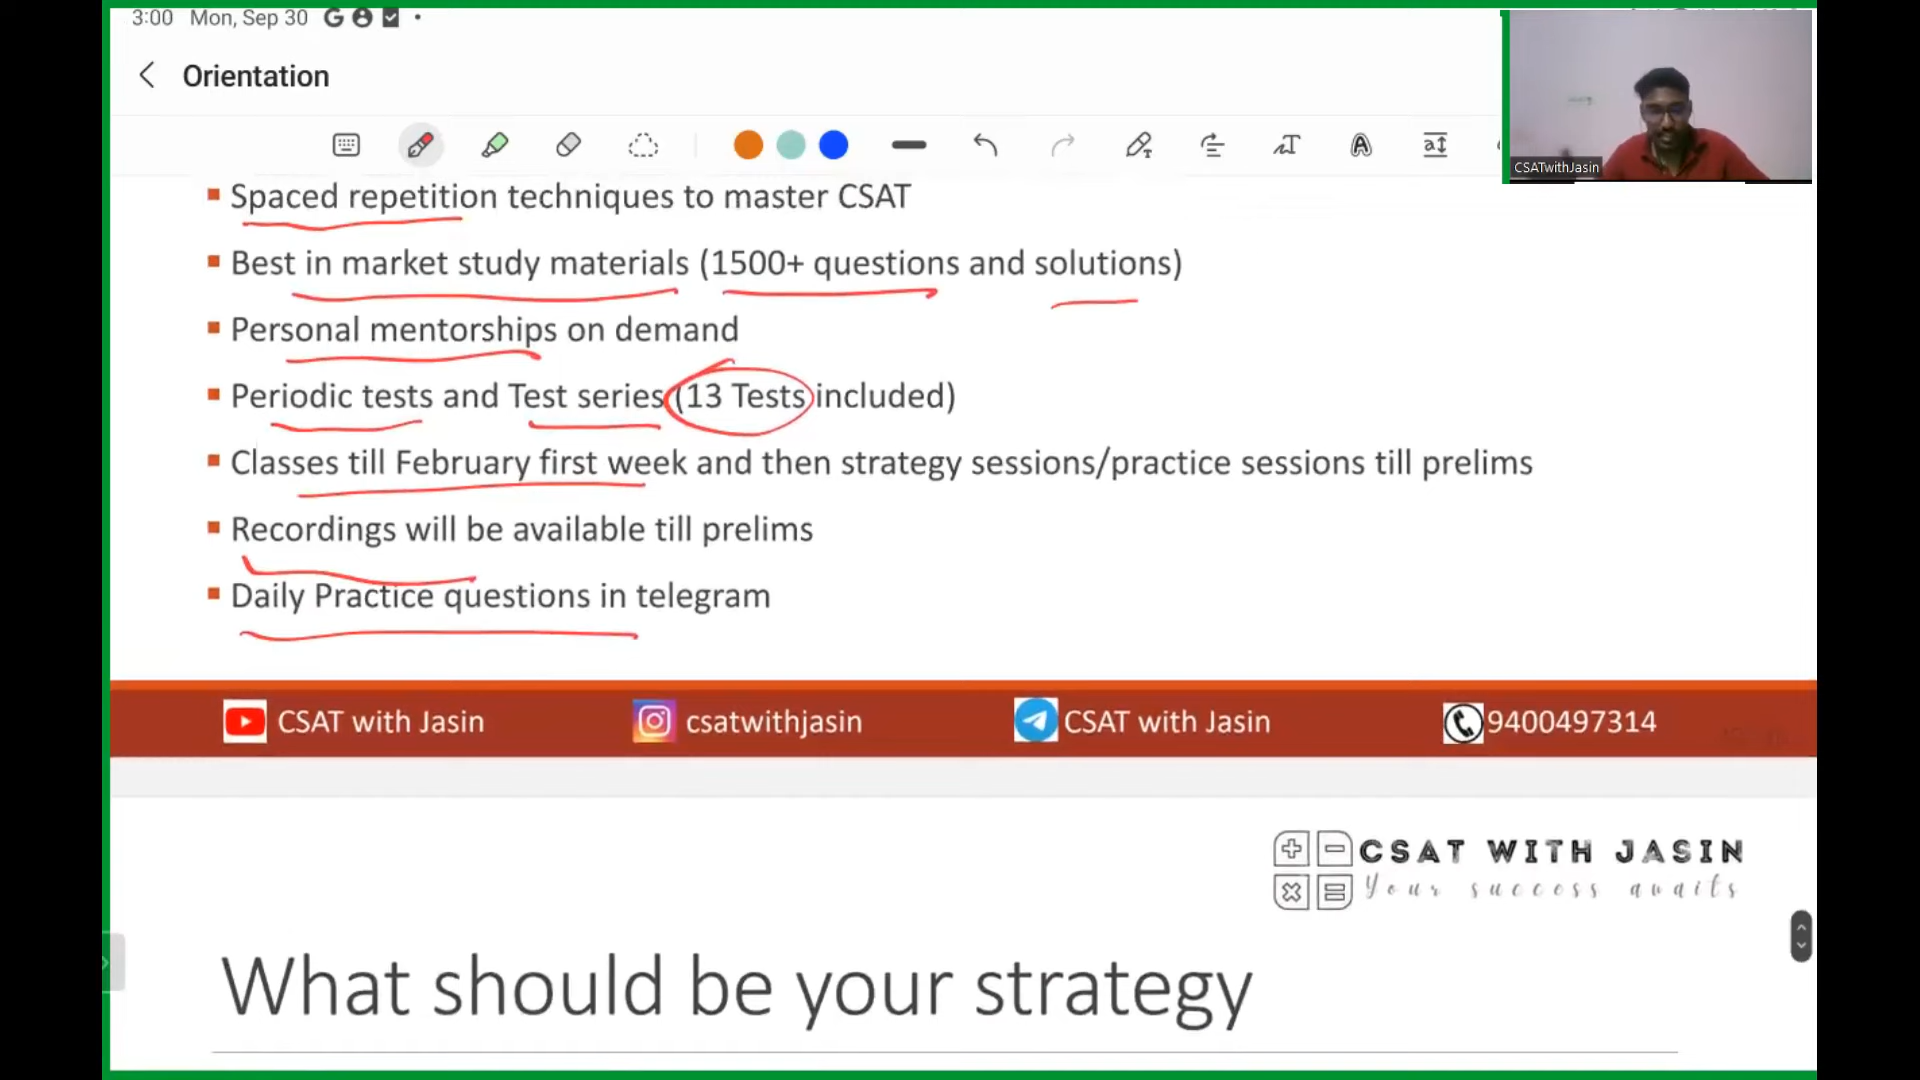 3:00 Mon, Sep 30
Orientation
CSATwithJasin
Spaced repetition techniques to master CSAT
Best in market study materials (1500+ questions and solutions)
Personal mentorships on demand
Periodic tests and Test series (13 Tests included)
Classes till February first week and then strategy sessions/practice sessions till prelims
Recordings will be available till prelims
Daily Practice questions in telegram
CSAT with Jasin csatwithjasin CSAT with Jasin 9400497314
CSAT WITH JASIN
Your success awaits
What should be your strategy